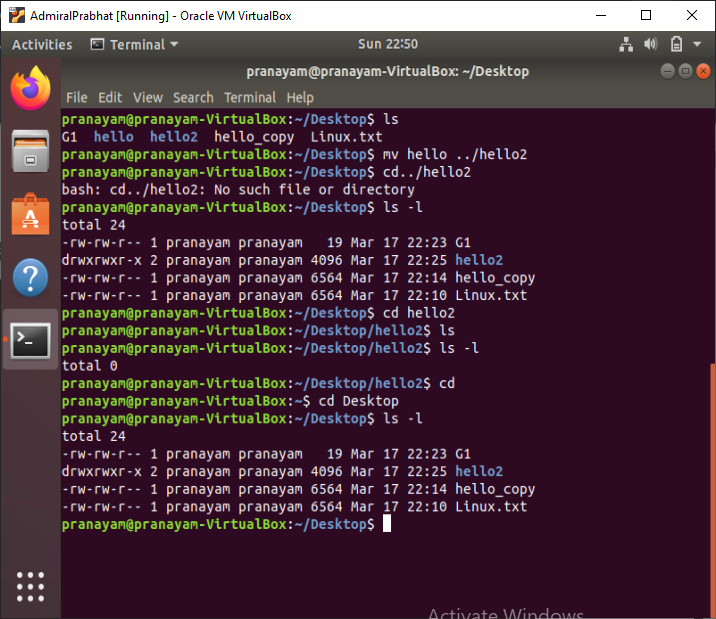 AdmiralPrabhat [Running] - Oracle VM VirtualBox
Activities Terminal Sun 22:50
pranayam@pranayam-VirtualBox: ~/Desktop
File Edit View Search Terminal Help
pranayam@pranayam-VirtualBox:~/Desktop$ ls
G1 hello hello2 hello_copy Linux.txt
pranayam@pranayam-VirtualBox:~/Desktop$ mv hello ../hello2
pranayam@pranayam-VirtualBox:~/Desktop$ cd../hello2
bash: cd../hello2: No such file or directory
pranayam@pranayam-VirtualBox:~/Desktop$ ls -l
total 24
-rw-rw-r-- 1 pranayam pranayam 19 Mar 17 22:23 G1
drwxrwxr-x 2 pranayam pranayam 4096 Mar 17 22:25 hello2
-rw-rw-r-- 1 pranayam pranayam 6564 Mar 17 22:14 hello_copy
-rw-rw-r-- 1 pranayam pranayam 6564 Mar 17 22:10 Linux.txt
pranayam@pranayam-VirtualBox:~/Desktop$ cd hello2
pranayam@pranayam-VirtualBox:~/Desktop/hello2$ ls
pranayam@pranayam-VirtualBox:~/Desktop/hello2$ ls -l
total 0
pranayam@pranayam-VirtualBox:~/Desktop/hello2$ cd
pranayam@pranayam-VirtualBox:~$ cd Desktop
pranayam@pranayam-VirtualBox:~/Desktop$ ls -l
total 24
-rw-rw-r-- 1 pranayam pranayam 19 Mar 17 22:23 G1
drwxrwxr-x 2 pranayam pranayam 4096 Mar 17 22:25 hello2
-rw-rw-r-- 1 pranayam pranayam 6564 Mar 17 22:14 hello_copy
-rw-rw-r-- 1 pranayam pranayam 6564 Mar 17 22:10 Linux.txt
pranayam@pranayam-VirtualBox:~/Desktop$
Activate Windows